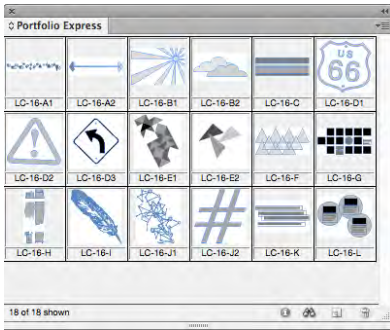 Portfolio Express
US
66
LC-16-A1 LC-16-A2 LC-16-B1 LC-16-B2 LC-16-C LC-16-D1
LC-16-D2 LC-16-D3 LC-16-E1 LC-16-E2 LC-16-F LC-16-G
LC-16-H LC-16-I LC-16-J1 LC-16-J2 LC-16-K LC-16-L
18 of 18 shown